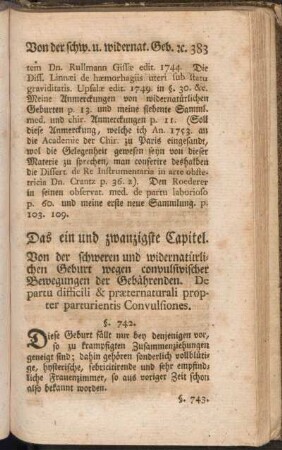 Von der schw. u. widernat. Geb. ꝛc. 383
tem Dn. Russmann Gissæ edit. 1744. Die
Diss. Linnei de hæmorhagiis uteri sub statu
graviditatis. Upsalæ edit. 1749. in §. 30. &c.
Meine Anmerckungen von widernatürlichen
Geburten p. 13. und meine siebente Samml.
med. und chir. Anmerckungen p. 11. (Soll
diese Anmerckung, welche ich An. 1753. an
die Academie der Chir. zu Paris eingesandt,
wol die Gelegenheit gewesen seyn von dieser
Materie zu sprechen, man conferire deshalben
die Dissert. de Re Instrumentaria in arte obste-
tricia Dn. Crantz p. 36. 2). Den Roederer
in seinen observat. med. de partu laborioso
p. 60. und meine erste neue Sammlung. p.
103. 109.
Das ein und zwanzigste Capitel.
Von der schweren und widernatürli-
chen Geburt wegen convulsivischer
Bewegungen der Gebährenden. De
partu difficili & præternaturali prop-
ter parturientis Convulsiones.
§. 742.
Diese Geburt fällt nur bey denjenigen vor,
so zu krampfigten Zusammenziehungen
geneigt sind; dahin gehören sonderlich vollblüti-
ge, hysterische, febricitirende und sehr empfind-
liche Frauenzimmer, so aus voriger Zeit schon
also bekannt worden.
§. 743.